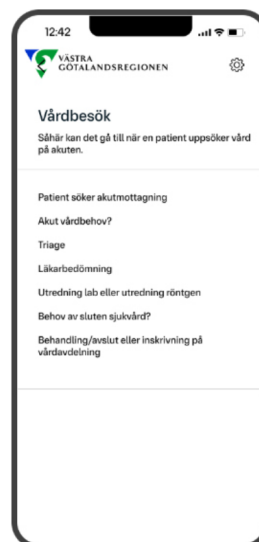 12:42
VÄSTRA
GÖTALANDSREGIONEN
Vårdbesök
Såhär kan det gå till när en patient uppsöker vård
på akuten.
Patient söker akutmottagning
Akut vårdbehov?
Triage
Läkarbedömning
Utredning lab eller utredning röntgen
Behov av sluten sjukvård?
Behandling/avslut eller inskrivning på
vårdavdelning